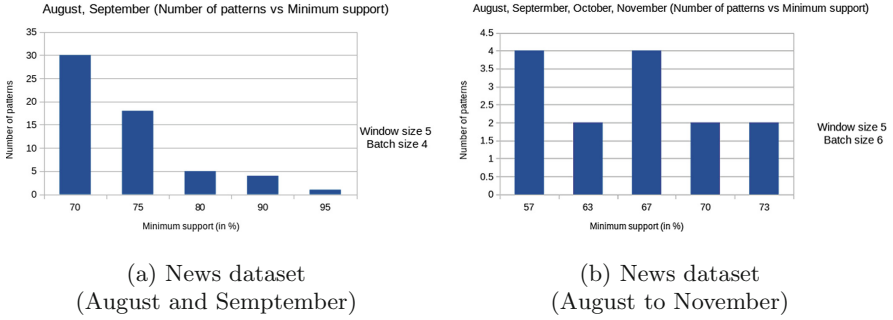 August, September (Number of patterns vs Minimum support)
35
30
25
20
15
10
5
0
Number of patterns
70 75 80 90 95
Minimum support (in %)
Window size 5
Batch size 4
(a) News dataset
(August and Semptember)
August, Septermber, October, November (Number of patterns vs Minimum support)
4.5
4
3.5
3
2.5
2
1.5
1
0.5
0
Number of patterns
57 63 67 70 73
Minimum support (in %)
Window size 5
Batch size 6
(b) News dataset
(August to November)